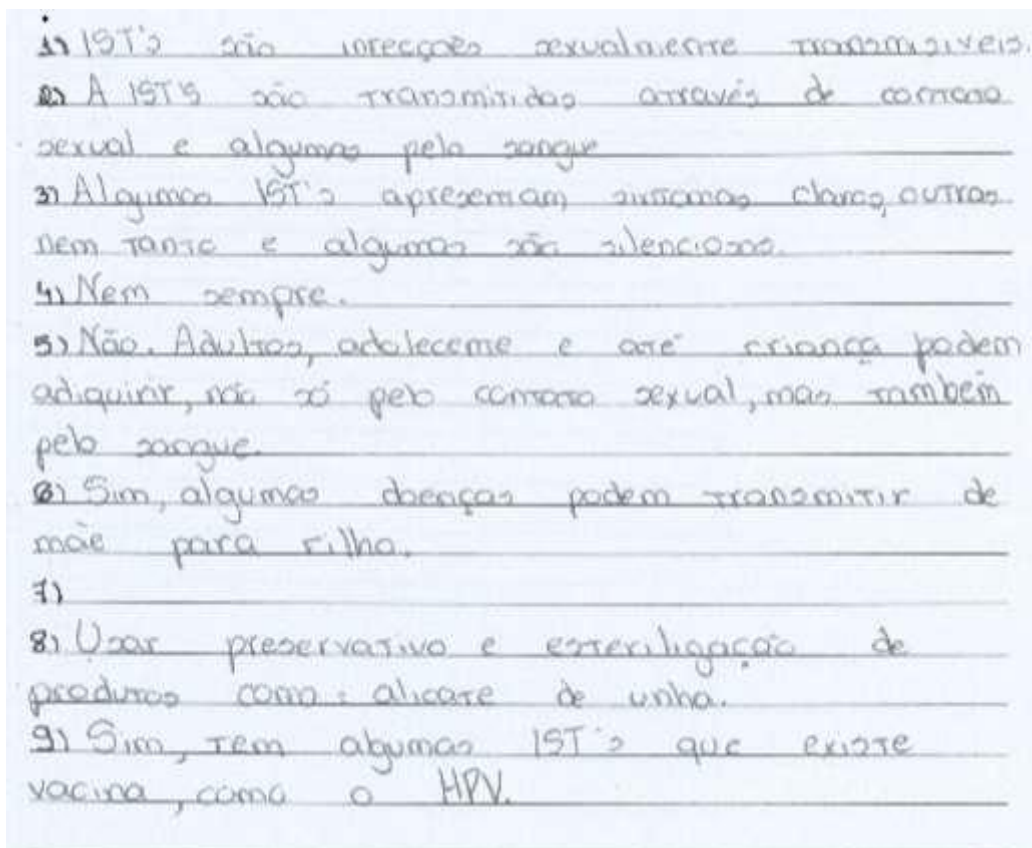 1) IST's são infecções sexualmente transmissíveis.
2) A IST's são transmitidas através de contato
sexual e algumas pelo sangue
3) Algumas IST's apresentam sintomas claros, outras
nem tanto e algumas são silenciosas.
4) Nem sempre.
5) Não. Adultos, adolecente e até criança podem
adiquirir, não só pelo contato sexual, mas também
pelo sangue.
6) Sim, algumas doenças podem transmitir de
mãe para filho.
7)
8) Usar preservativo e esterilização de
produtos como: alicate de unha.
9) Sim, tem algumas IST's que existe
vacina, como o HPV.